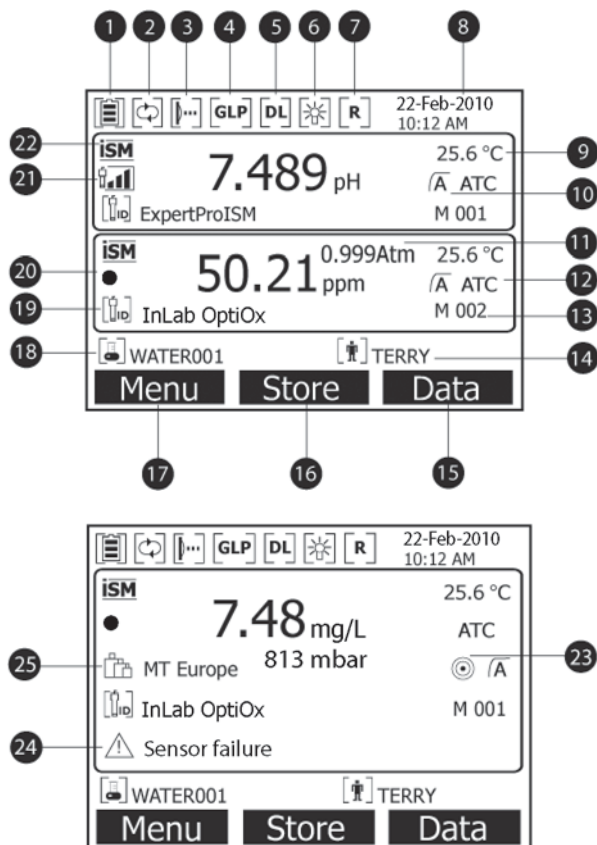 1 2 3 4 5 6 7 8
GLP DL R 22-Feb-2010
10:12 AM
22 iSM 25.6 °C 9
21 7.489 pH A ATC 10
ID ExpertProISM M 001
iSM 0.999Atm 25.6 °C 11
20 50.21 ppm A ATC 12
19 ID InLab OptiOx M 002 13
18 WATER001 TERRY 14
Menu Store Data
17 16 15
GLP DL R 22-Feb-2010
10:12 AM
iSM 25.6 °C
7.48 mg/L ATC
25 MT Europe 813 mbar A 23
ID InLab OptiOx M 001
24 Sensor failure
WATER001 TERRY
Menu Store Data